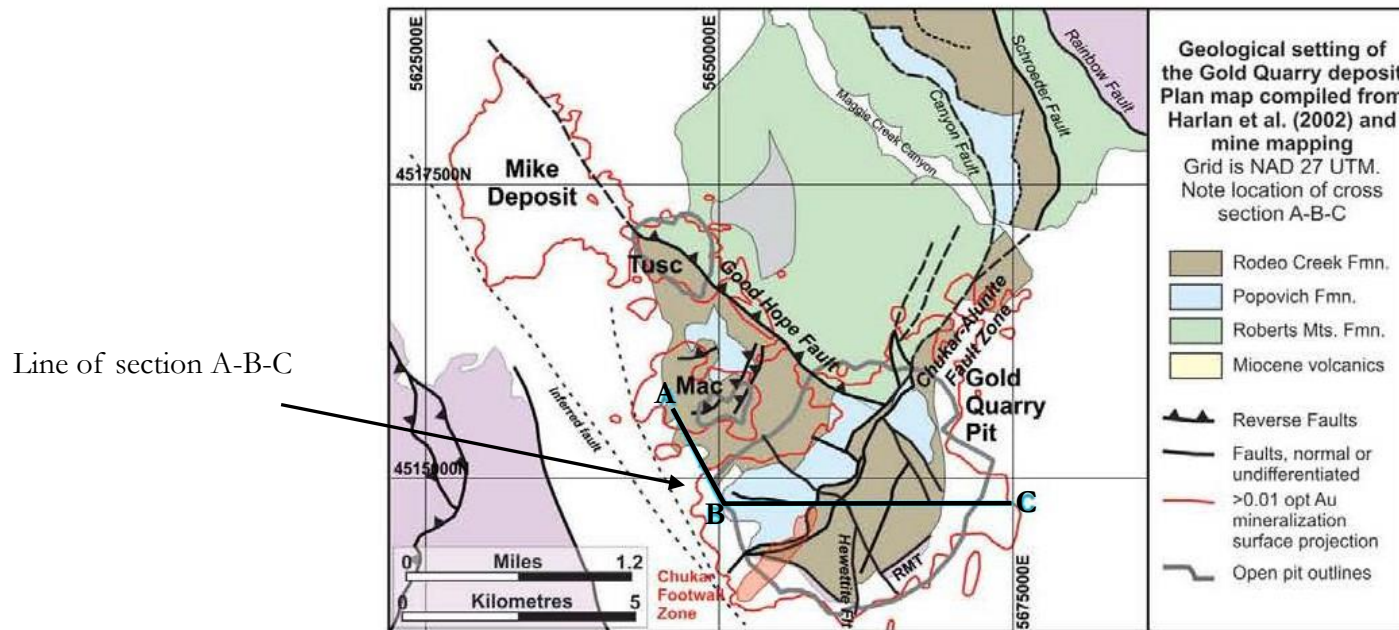 5625000E
5650000E
Schroeder Fault
Rainbow Fault
Canyon Fault
Maggie Creek Canyon
4517500N
Mike
Deposit
Tusc
Good Hope Fault
Chukar-Alunite
Fault Zone
Gold
Quarry
Pit
Line of section A-B-C
Mac
A
inferred fault
4515000N
B
C
Hewettite Flt
RMT
0 Miles 1.2
0 Kilometres 5
Chukar
Footwall
Zone
5675000E
Geological setting of
the Gold Quarry deposit
Plan map compiled from
Harlan et al. (2002) and
mine mapping
Grid is NAD 27 UTM.
Note location of cross
section A-B-C
Rodeo Creek Fmn.
Popovich Fmn.
Roberts Mts. Fmn.
Miocene volcanics
Reverse Faults
Faults, normal or
undifferentiated
>0.01 opt Au
mineralization
surface projection
Open pit outlines